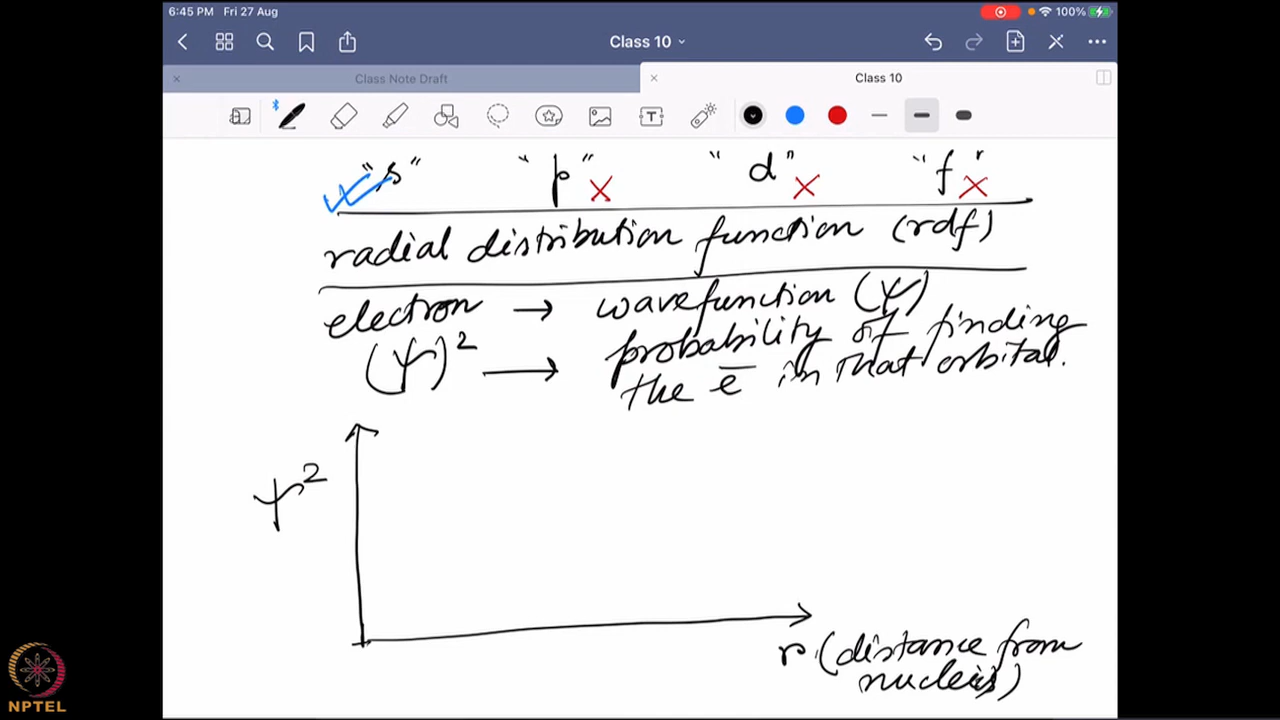 6:45 PM Fri 27 Aug
100%
Class 10
Class Note Draft
Class 10
T
"s" "p" "d" "f"
radial distribution function (rdf)
electron → wavefunction (Ψ)
(Ψ)² → probability of finding
the e̅ in that orbital.
Ψ²
r (distance from
nucleus)
NPTEL